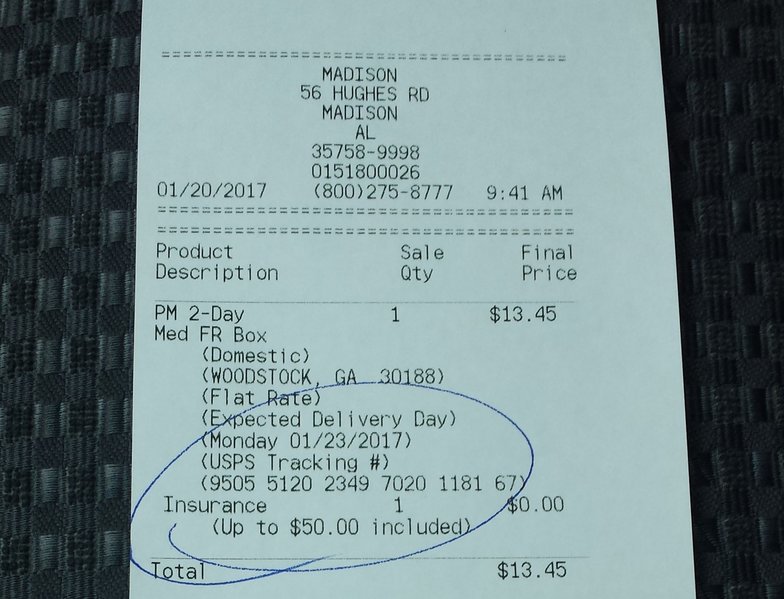 ====================================
MADISON
56 HUGHES RD
MADISON
AL
35758-9998
0151800026
01/20/2017 (800)275-8777 9:41 AM
====================================
====================================
Product Sale Final
Description Qty Price
PM 2-Day 1 $13.45
Med FR Box
(Domestic)
(WOODSTOCK, GA 30188)
(Flat Rate)
(Expected Delivery Day)
(Monday 01/23/2017)
(USPS Tracking #)
(9505 5120 2349 7020 1181 67)
Insurance 1 $0.00
(Up to $50.00 included)
Total $13.45